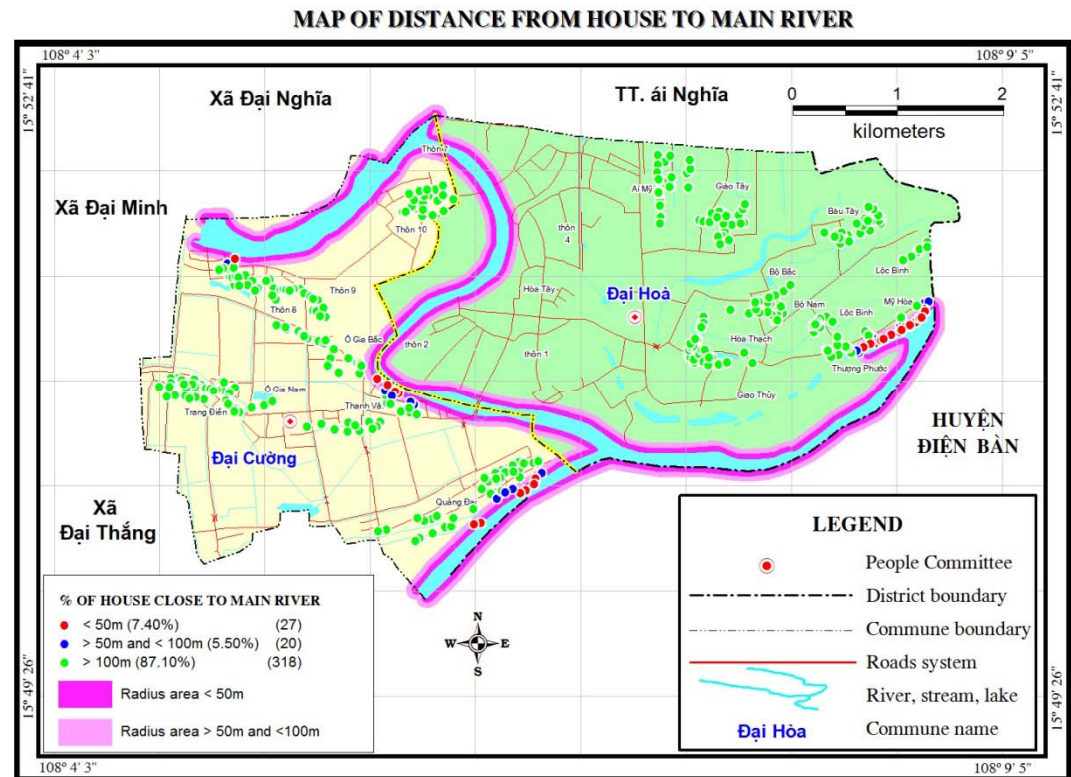 MAP OF DISTANCE FROM HOUSE TO MAIN RIVER
108° 4' 3"
108° 9' 5"
15° 52' 41"
15° 52' 41"
Xã Đại Nghĩa
TT. ái Nghĩa
0 1 2
kilometers
Thôn 7
Xã Đại Minh
Ai Mỹ
Giáo Tây
Thôn 10
thôn
4
Bàu Tây
Lộc Bình
Bộ Bắc
Thôn 9
Hòa Tây
Đại Hoà
Bộ Nam
Lộc Bình
Mỹ Hòa
Thôn 8
Ô Gia Bắc
thôn 2
thôn 1
Hòa Thạch
Thượng Phước
Ô Gia Nam
Trang Điền
Thanh Vân
Giao Thủy
HUYỆN
ĐIỆN BÀN
Đại Cường
Quảng Đại
Xã
Đại Thắng
LEGEND
People Committee
District boundary
Commune boundary
Roads system
River, stream, lake
Đại Hòa Commune name
% OF HOUSE CLOSE TO MAIN RIVER
< 50m (7.40%) (27)
> 50m and < 100m (5.50%) (20)
> 100m (87.10%) (318)
Radius area < 50m
Radius area > 50m and <100m
N
W E
S
15° 49' 26"
15° 49' 26"
108° 4' 3"
108° 9' 5"